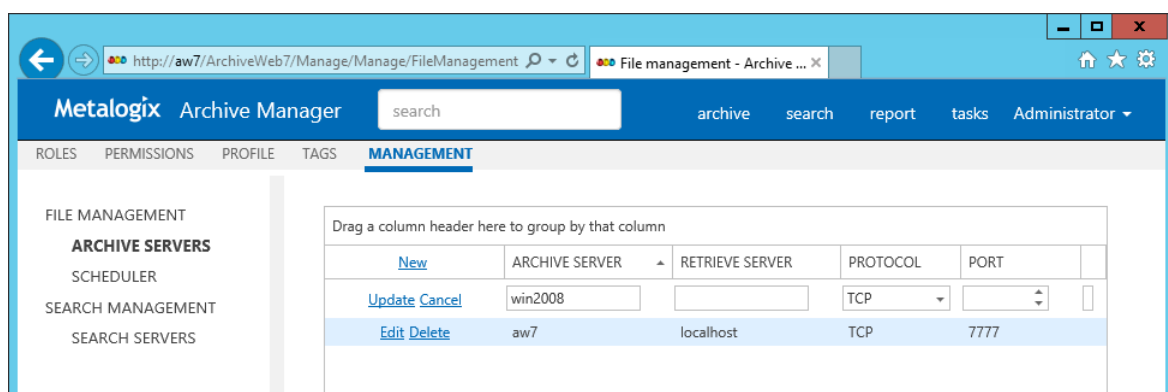 http://aw7/ArchiveWeb7/Manage/Manage/FileManagement
File management - Archive ...
Metalogix Archive Manager
search
archive search report tasks Administrator
ROLES PERMISSIONS PROFILE TAGS MANAGEMENT
FILE MANAGEMENT
ARCHIVE SERVERS
SCHEDULER
SEARCH MANAGEMENT
SEARCH SERVERS
Drag a column header here to group by that column
New ARCHIVE SERVER RETRIEVE SERVER PROTOCOL PORT
Update Cancel win2008 TCP
Edit Delete aw7 localhost TCP 7777